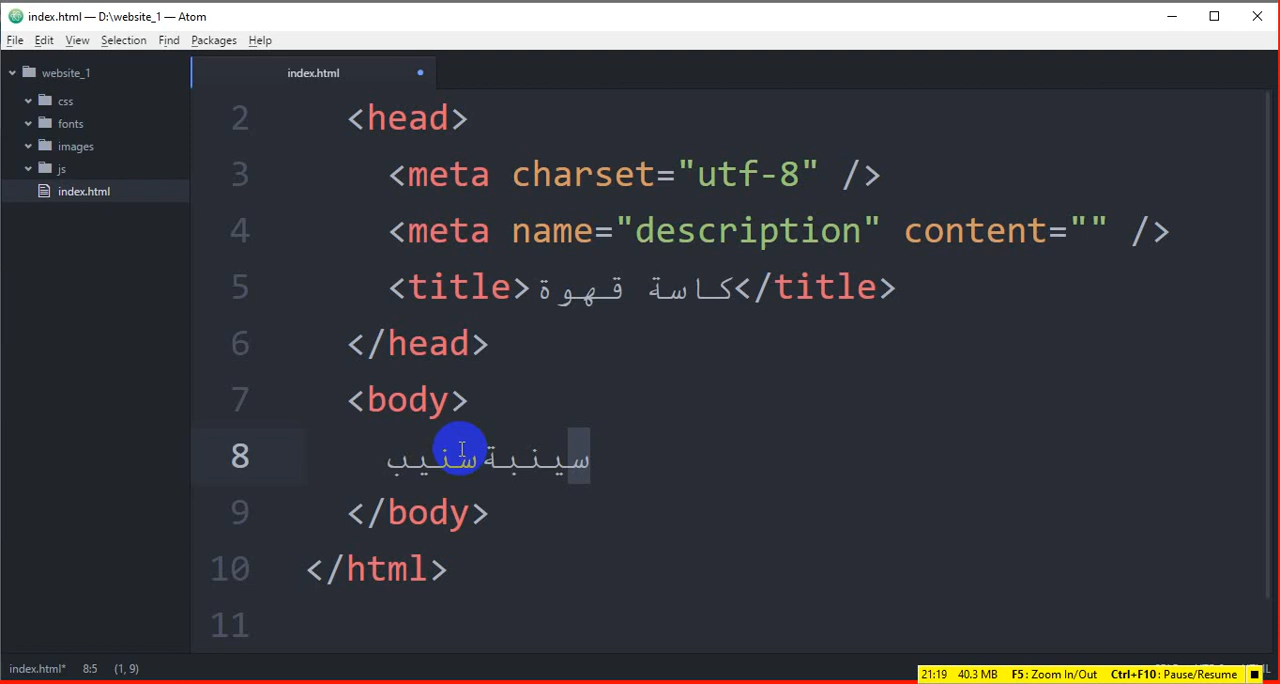 index.html — D:\website_1 — Atom
File Edit View Selection Find Packages Help
website_1
css
fonts
images
js
index.html
index.html
2 <head>
3 <meta charset="utf-8" />
4 <meta name="description" content="" />
5 <title>كاسة قهوة</title>
6 </head>
7 <body>
8 سينبةسنيب
9 </body>
10 </html>
11
index.html* 8:5 (1, 9)
21:19 40.3 MB F5: Zoom In/Out Ctrl+F10: Pause/Resume